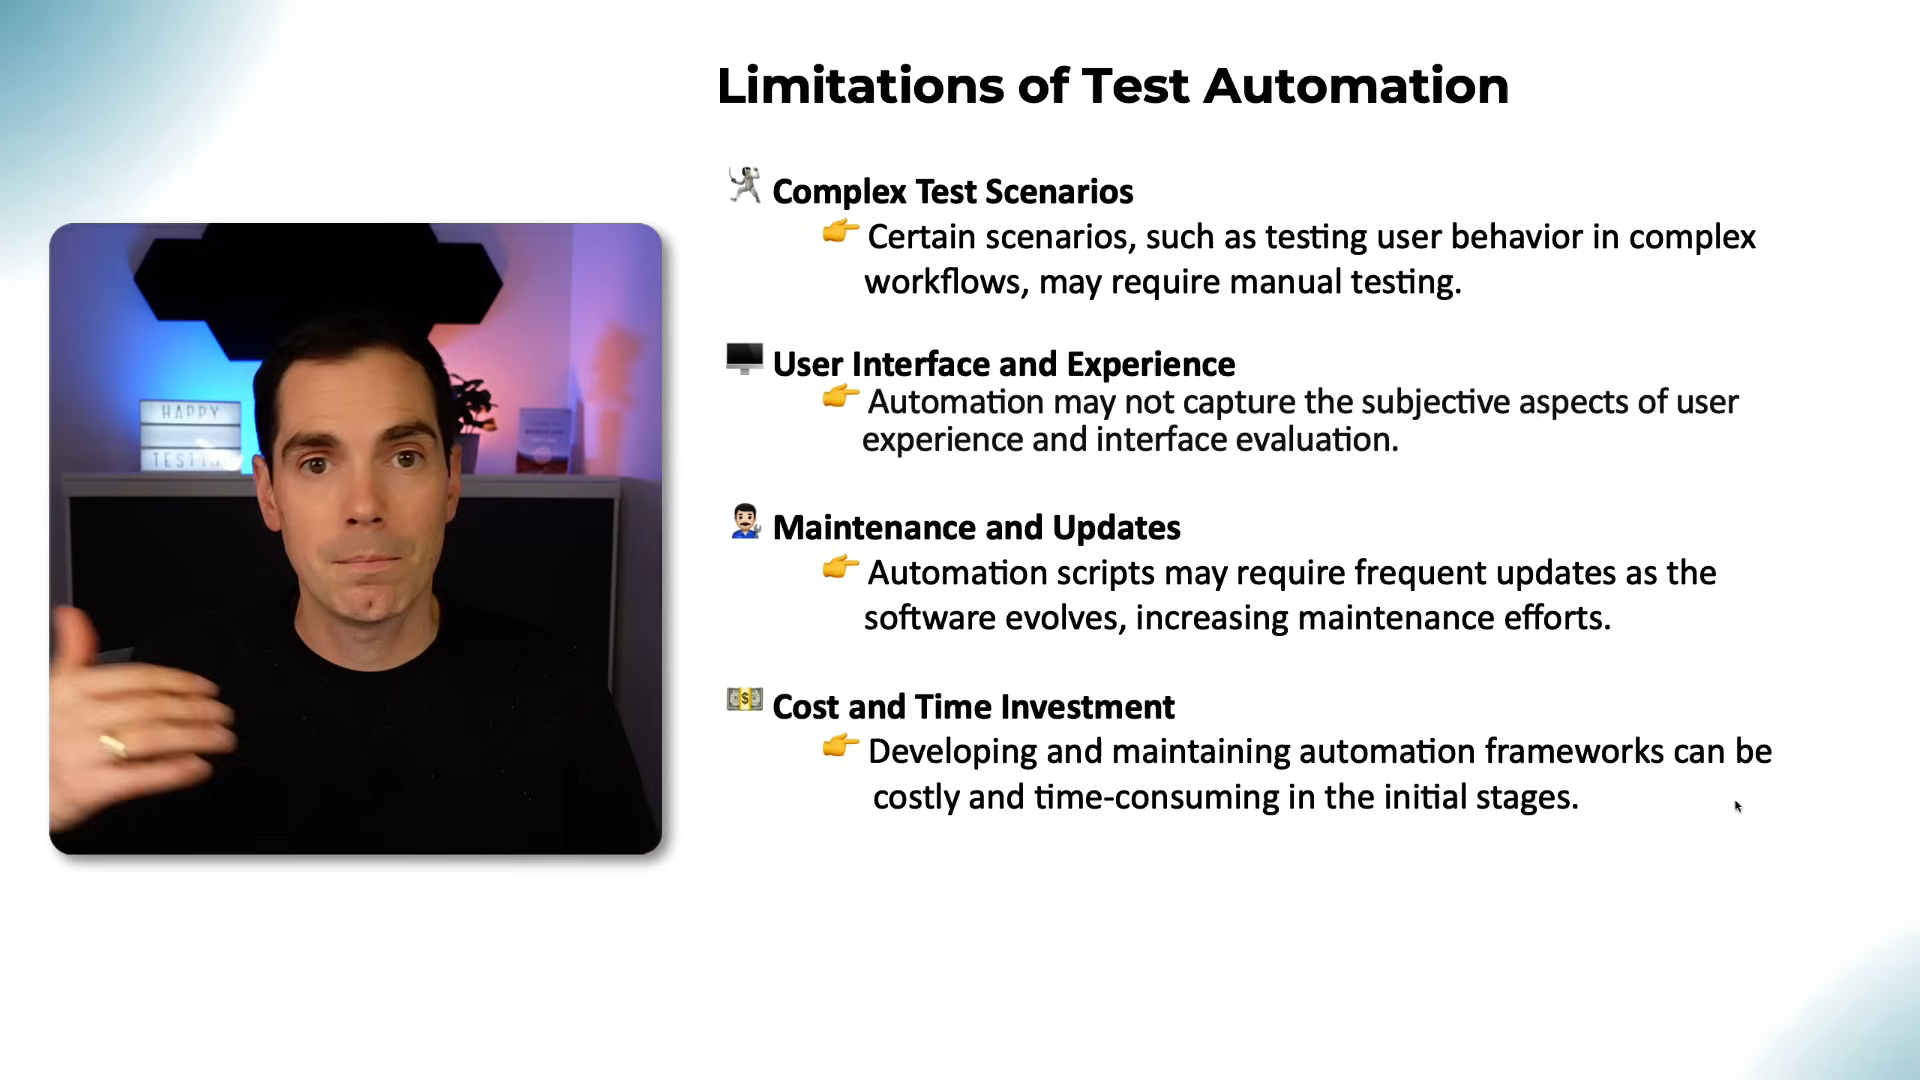 Limitations of Test Automation
Complex Test Scenarios
Certain scenarios, such as testing user behavior in complex
workflows, may require manual testing.
User Interface and Experience
Automation may not capture the subjective aspects of user
experience and interface evaluation.
Maintenance and Updates
Automation scripts may require frequent updates as the
software evolves, increasing maintenance efforts.
Cost and Time Investment
Developing and maintaining automation frameworks can be
costly and time-consuming in the initial stages.
HAPPY